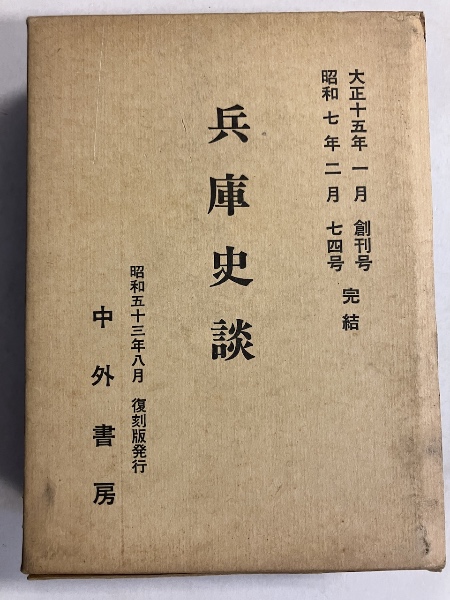 大正十五年 一月 創刊号
昭和 七年 二月 七四号
完結
兵庫史談
昭和五十三年八月 復刻版発行
中外書房